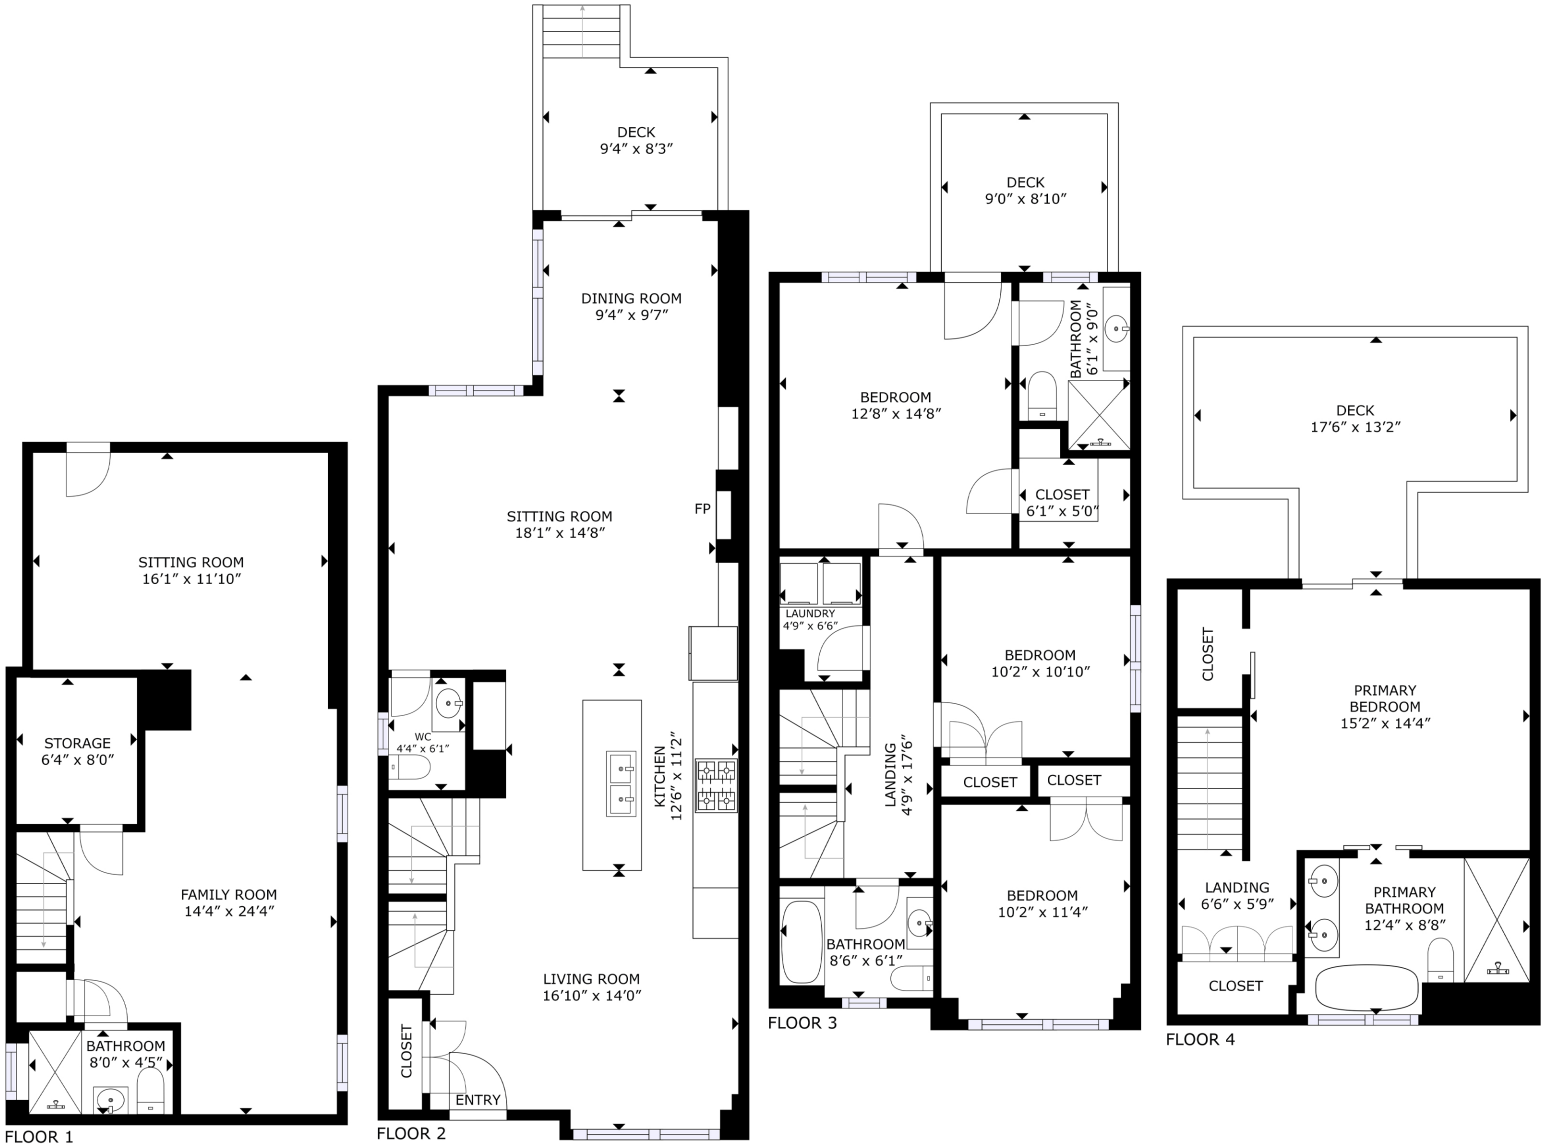 SITTING ROOM
16'1" x 11'10"
STORAGE
6'4" x 8'0"
FAMILY ROOM
14'4" x 24'4"
BATHROOM
8'0" x 4'5"
FLOOR 1
DECK
9'4" x 8'3"
DINING ROOM
9'4" x 9'7"
SITTING ROOM
18'1" x 14'8"
FP
WC
4'4" x 6'1"
KITCHEN
12'6" x 11'2"
LIVING ROOM
16'10" x 14'0"
CLOSET
ENTRY
FLOOR 2
DECK
9'0" x 8'10"
BATHROOM
6'1" x 9'0"
BEDROOM
12'8" x 14'8"
CLOSET
6'1" x 5'0"
LAUNDRY
4'9" x 6'6"
BEDROOM
10'2" x 10'10"
LANDING
4'9" x 17'6"
CLOSET
CLOSET
BEDROOM
10'2" x 11'4"
BATHROOM
8'6" x 6'1"
FLOOR 3
DECK
17'6" x 13'2"
CLOSET
PRIMARY
BEDROOM
15'2" x 14'4"
LANDING
6'6" x 5'9"
PRIMARY
BATHROOM
12'4" x 8'8"
CLOSET
FLOOR 4